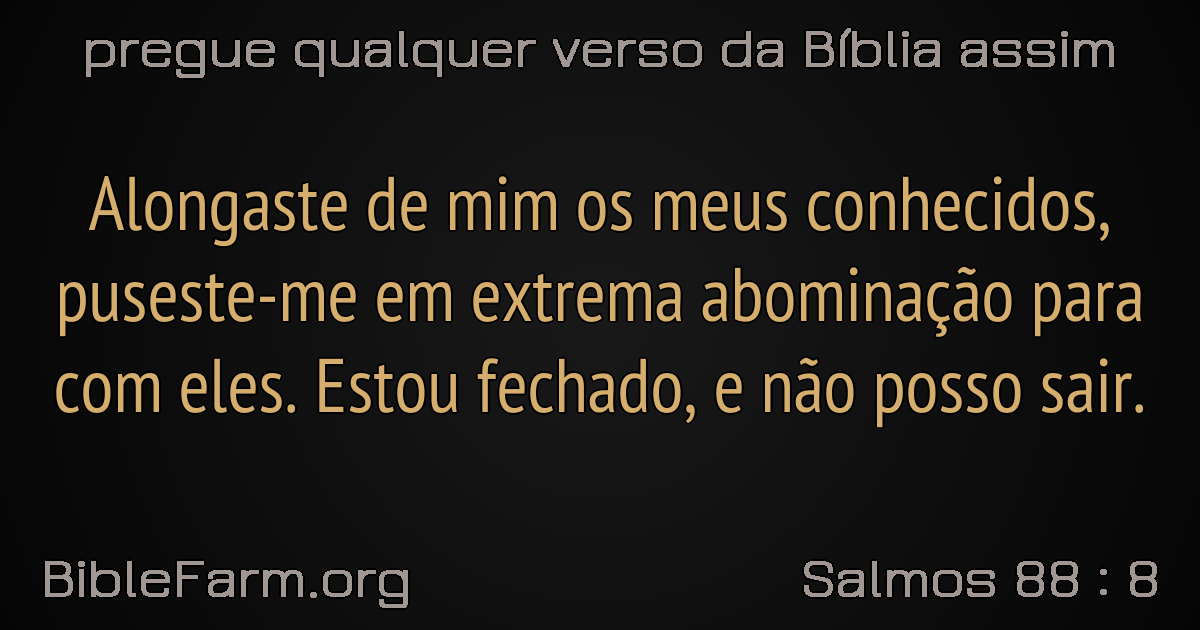 pregue qualquer verso da Bíblia assim
Alongaste de mim os meus conhecidos,
puseste-me em extrema abominação para
com eles. Estou fechado, e não posso sair.
BibleFarm.org
Salmos 88 : 8